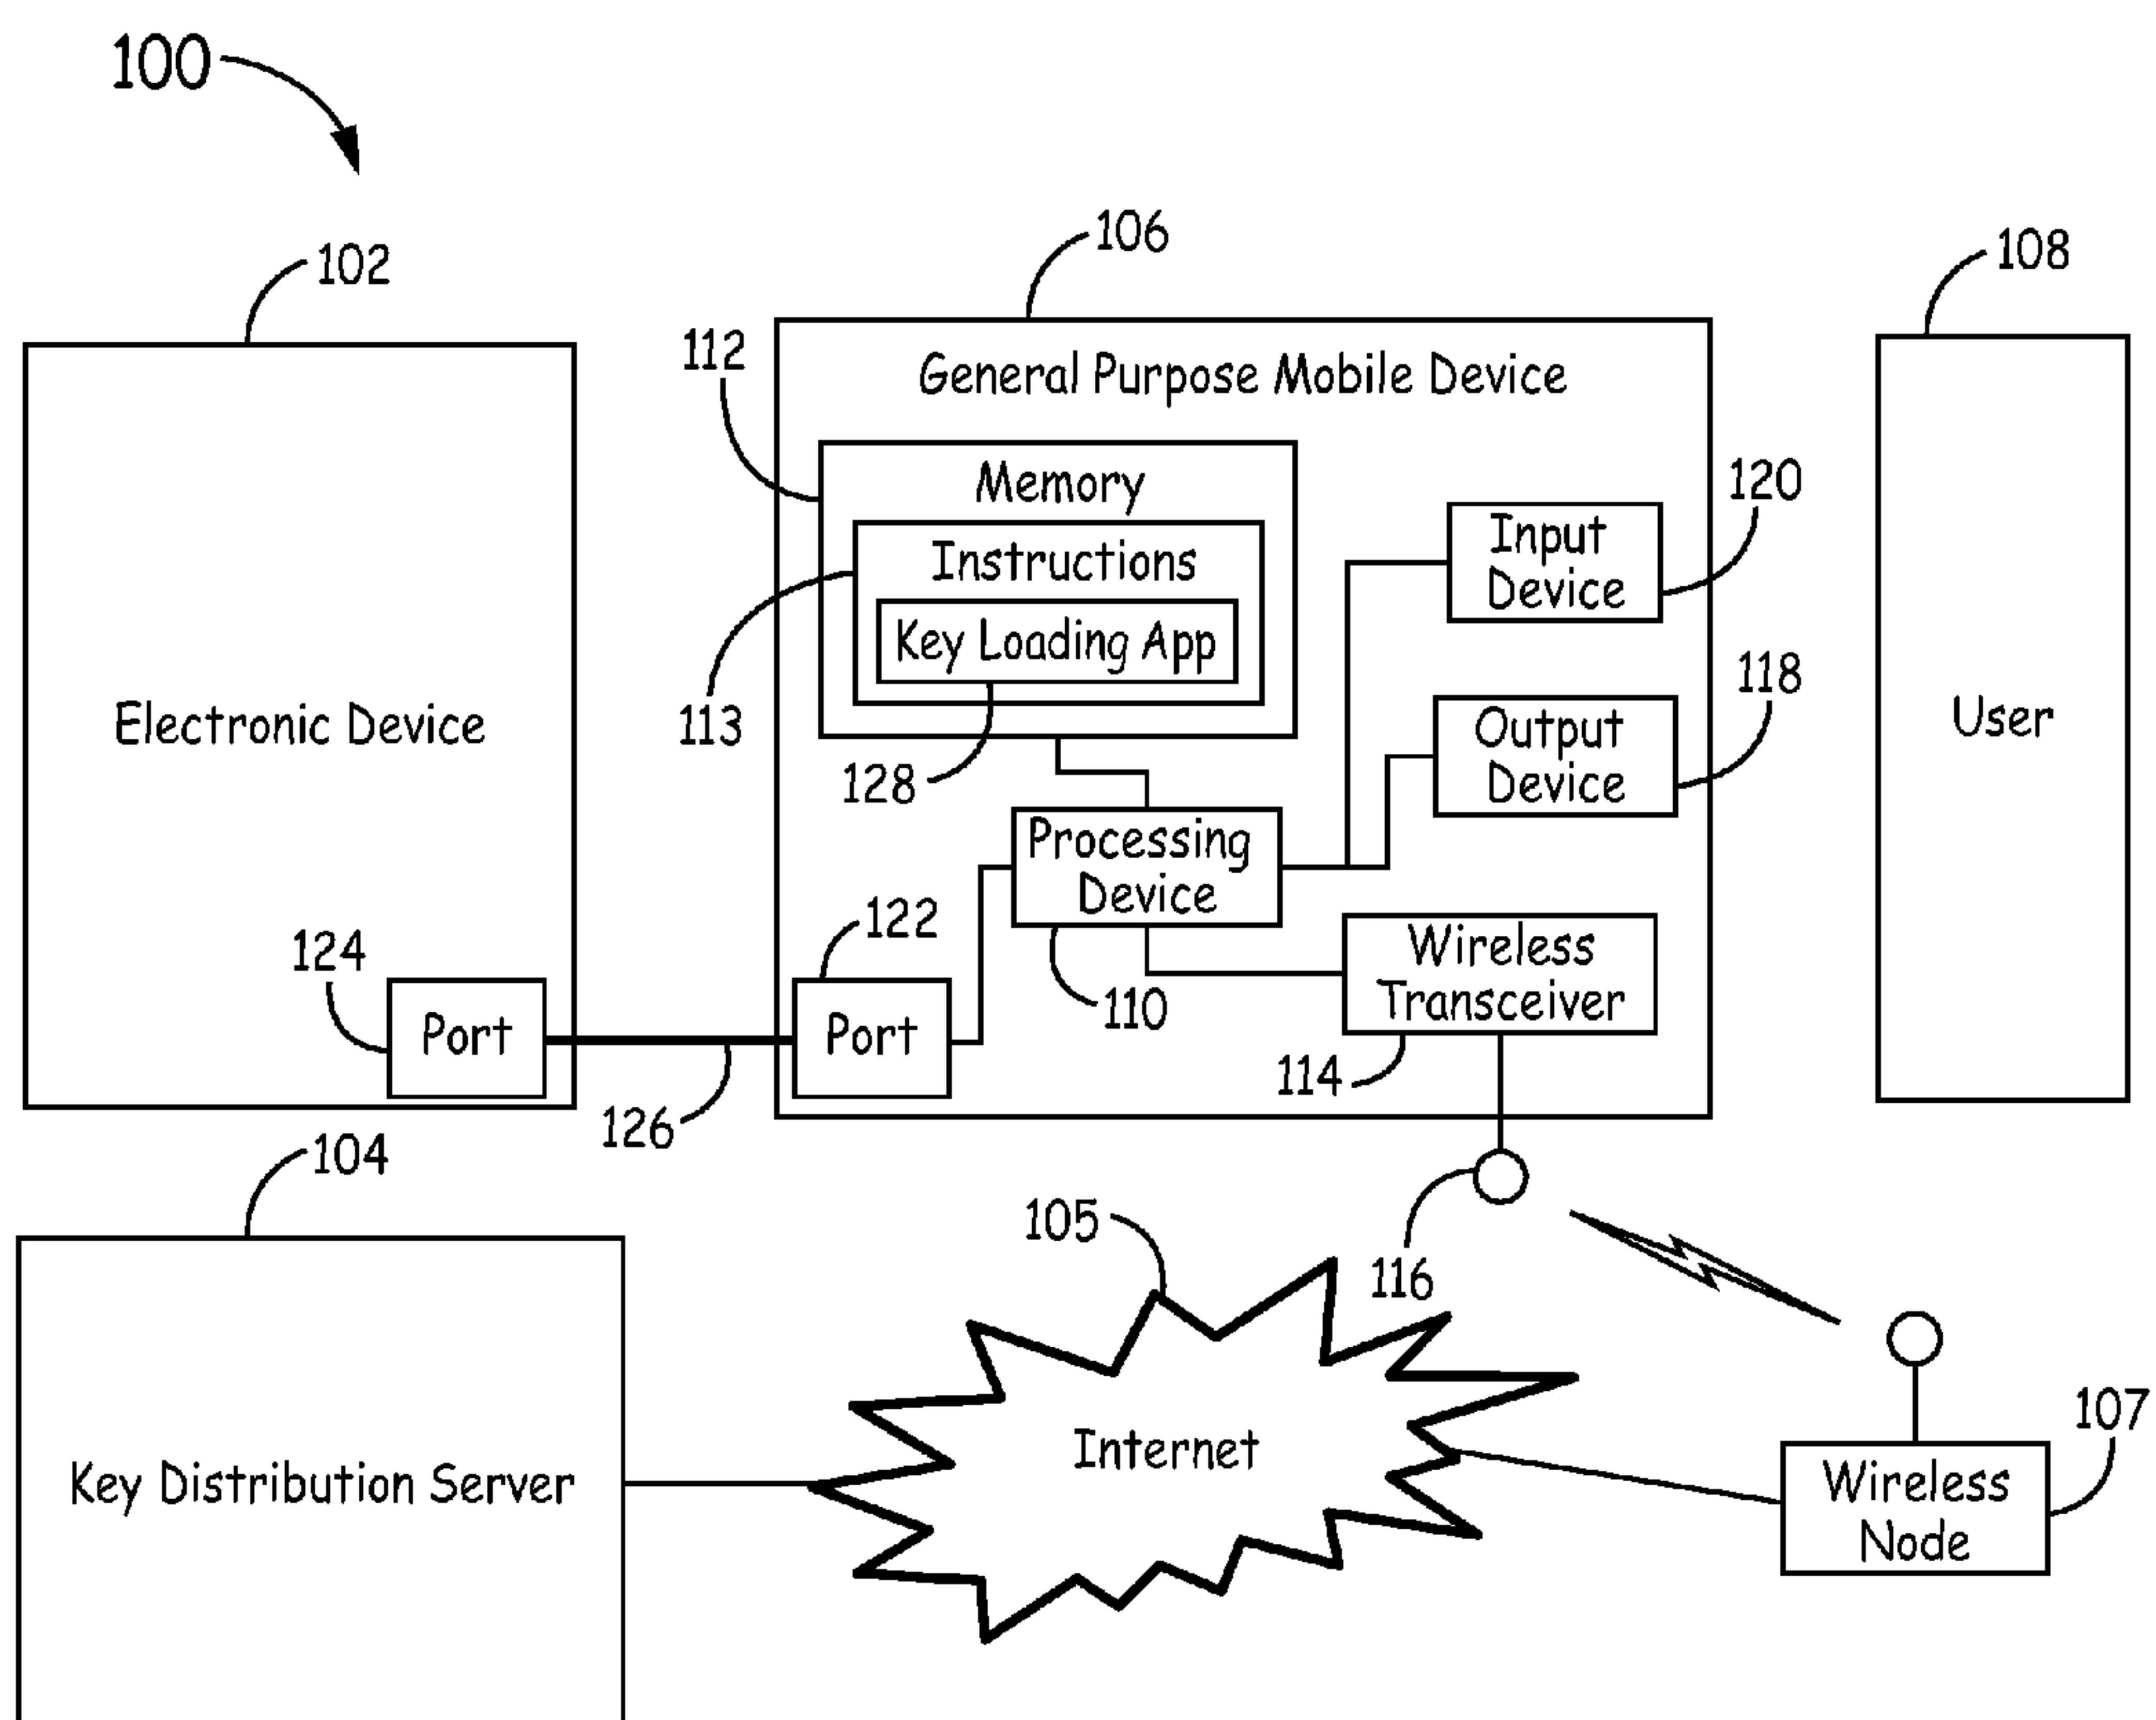 100
102
106
108
112
General Purpose Mobile Device
Memory
120
Instructions
Input
Device
Key Loading App
113
118
Electronic Device
Output
Device
User
128
Processing
Device
122
124
Wireless
Transceiver
110
Port
Port
114
126
104
105
116
107
Internet
Key Distribution Server
Wireless
Node